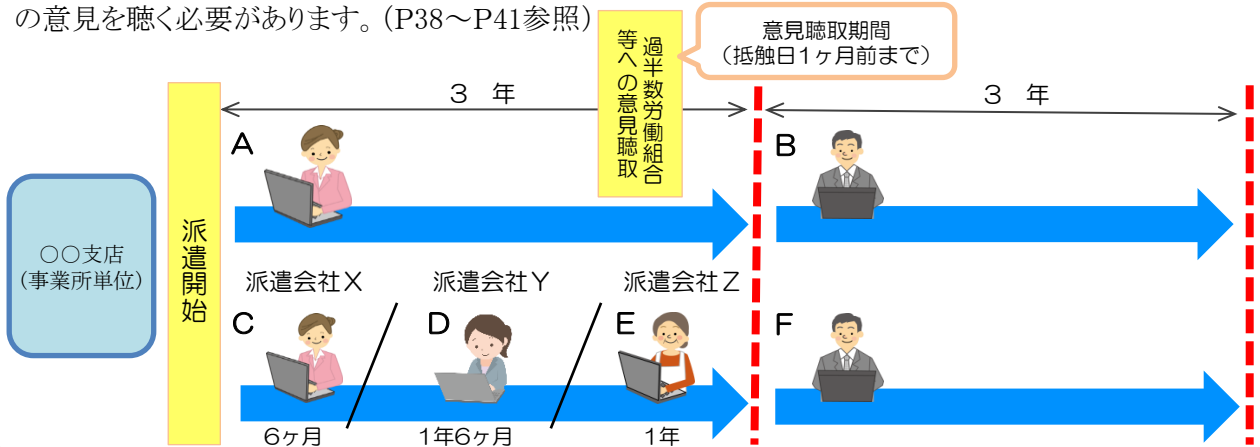 の意見を聴く必要があります。（P38～P41参照）
意見聴取期間
（抵触日1ヶ月前まで）
過半数労働組合
等への意見聴取
３　年
３　年
A
B
○○支店
（事業所単位）
派遣開始
派遣会社Ｘ
派遣会社Ｙ
派遣会社Ｚ
C
D
E
F
6ヶ月
1年6ヶ月
1年